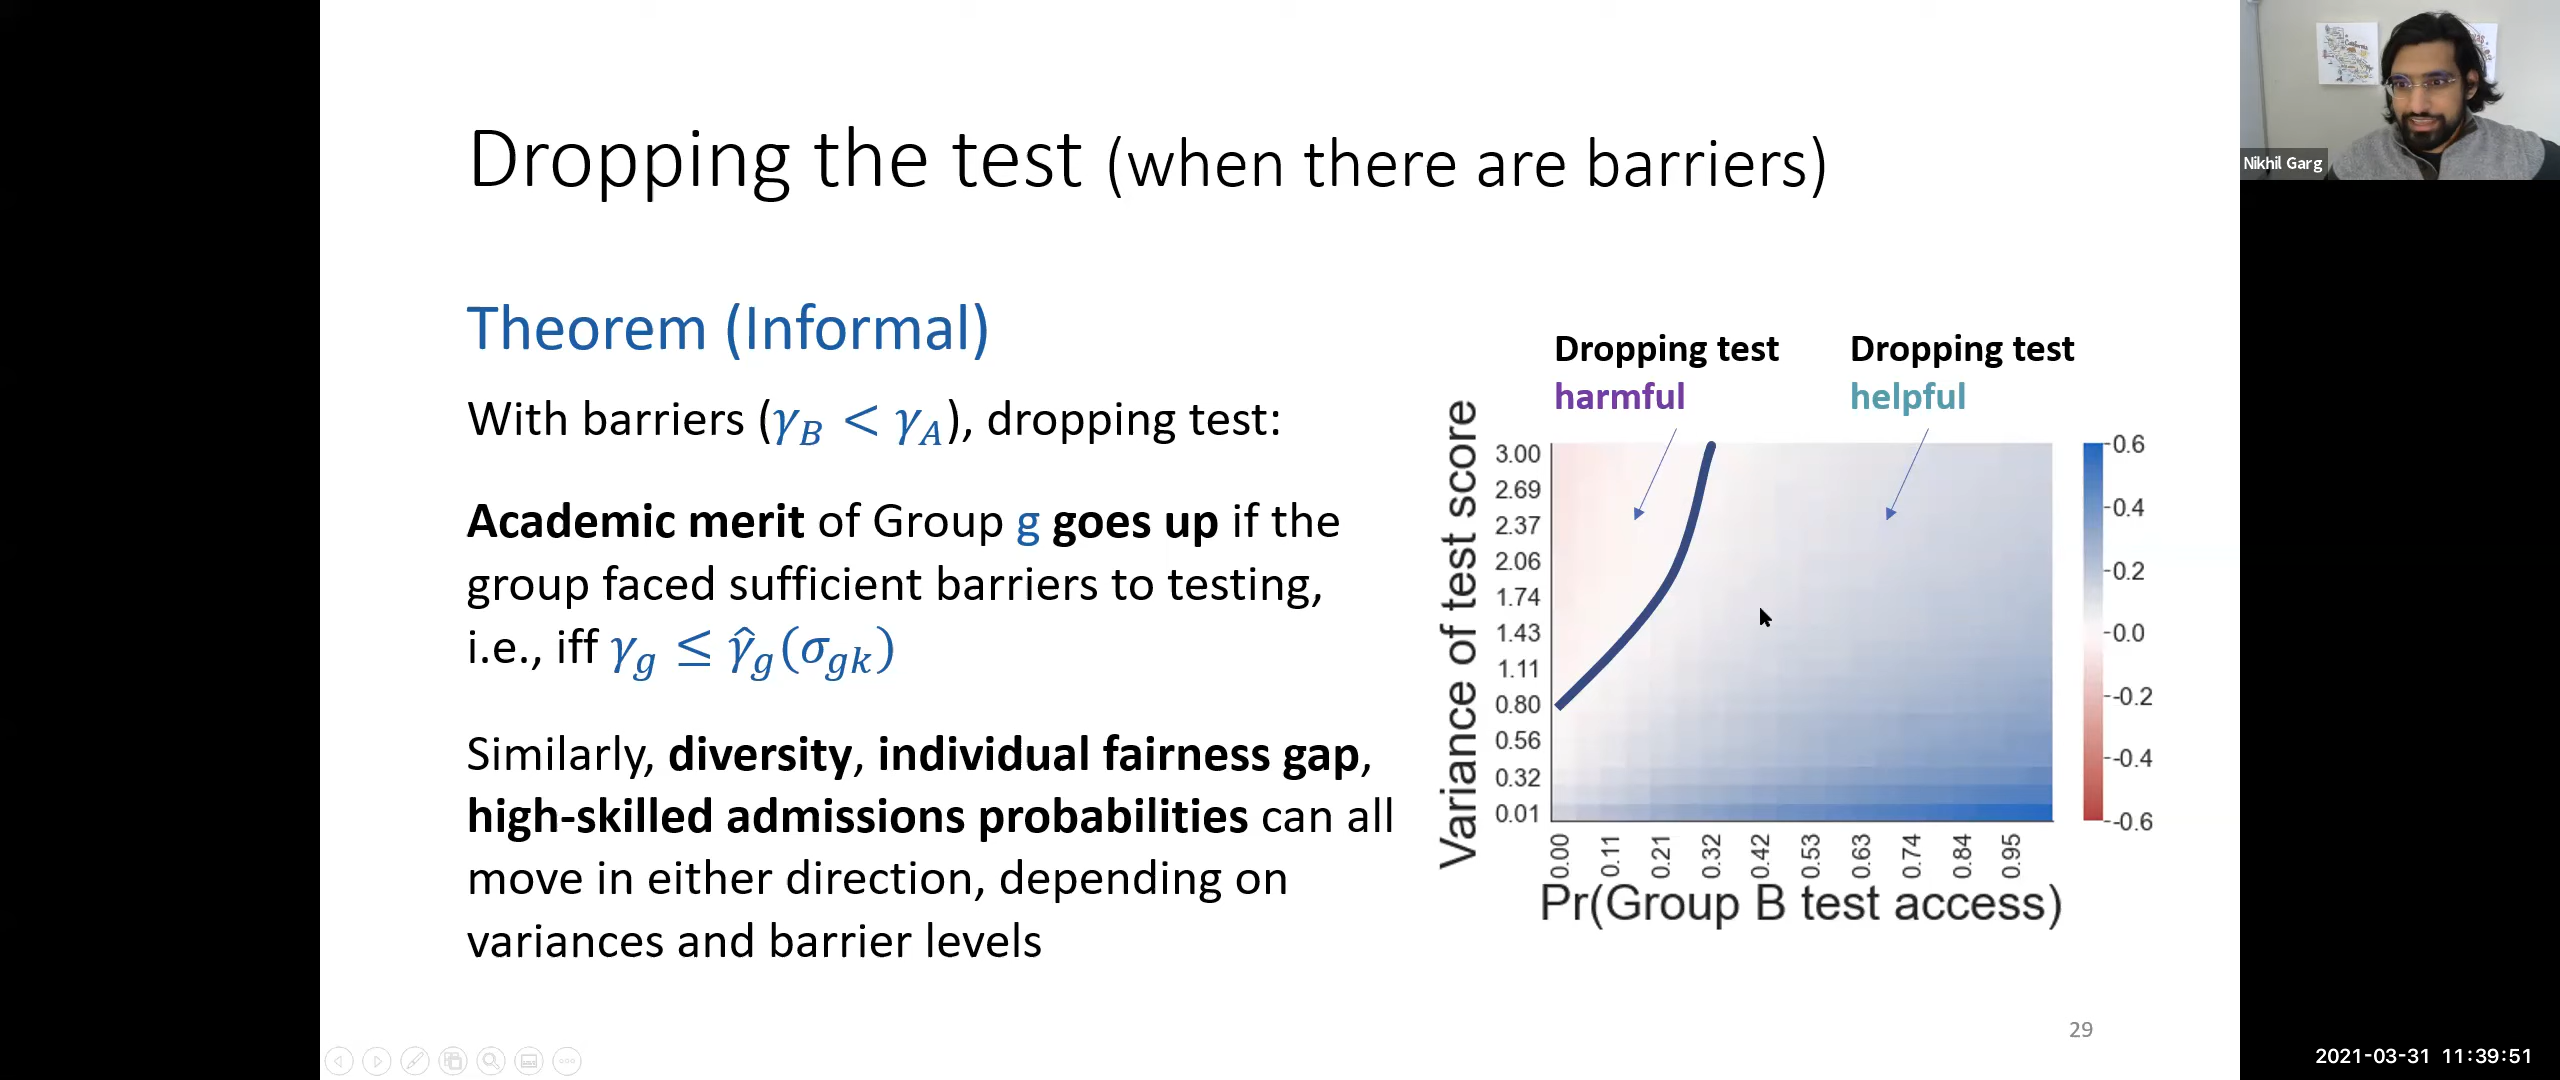 Dropping the test (when there are barriers)
Theorem (Informal)
With barriers (γ_B < γ_A), dropping test:
Academic merit of Group g goes up if the
group faced sufficient barriers to testing,
i.e., iff γ_g ≤ γ̂_g(σ_gk)
Similarly, diversity, individual fairness gap,
high-skilled admissions probabilities can all
move in either direction, depending on
variances and barrier levels
Dropping test
harmful
Dropping test
helpful
Variance of test score
3.00
2.69
2.37
2.06
1.74
1.43
1.11
0.80
0.56
0.32
0.01
0.00
0.11
0.21
0.32
0.42
0.53
0.63
0.74
0.84
0.95
Pr(Group B test access)
0.6
0.4
0.2
0.0
-0.2
-0.4
-0.6
29
Nikhil Garg
2021-03-31 11:39:51